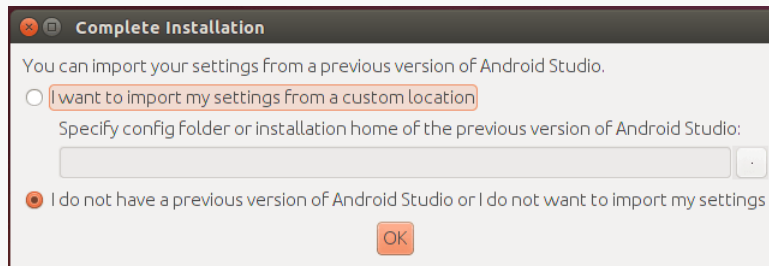 Complete Installation
You can import your settings from a previous version of Android Studio.
I want to import my settings from a custom location
Specify config folder or installation home of the previous version of Android Studio:
.
I do not have a previous version of Android Studio or I do not want to import my settings
OK